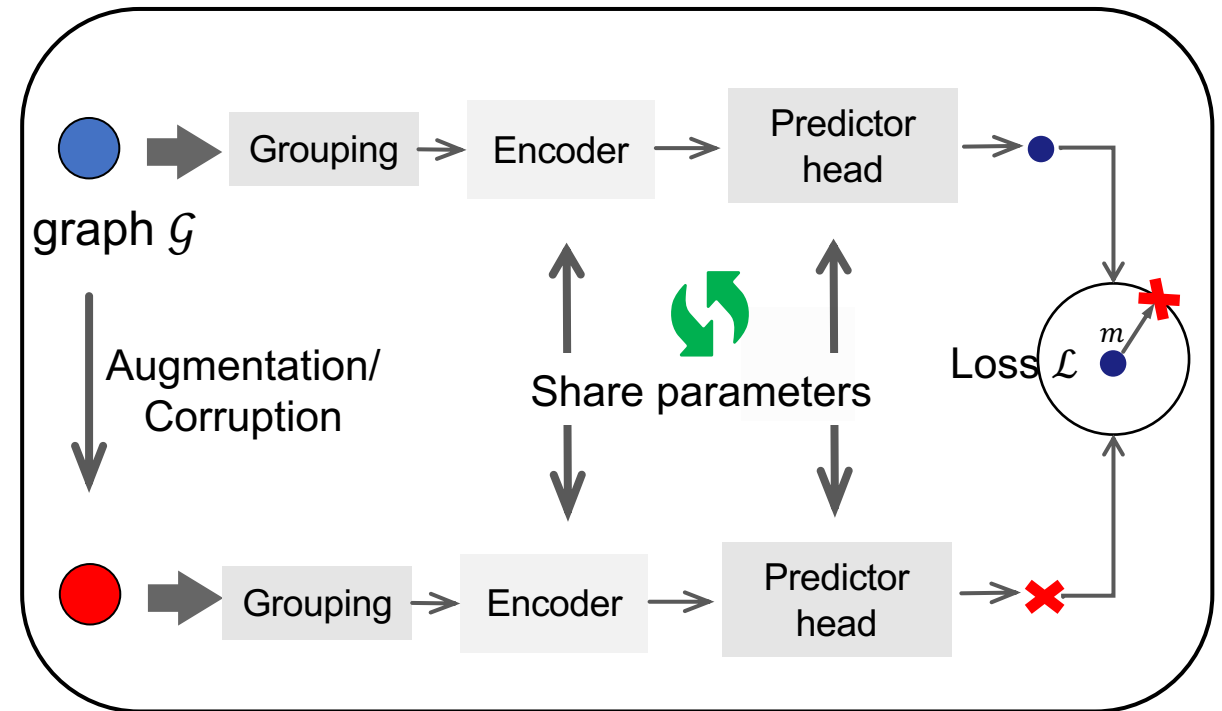 Grouping
Encoder
Predictor
head
graph 𝒢
Augmentation/
Corruption
Share parameters
Loss ℒ
m
Grouping
Encoder
Predictor
head